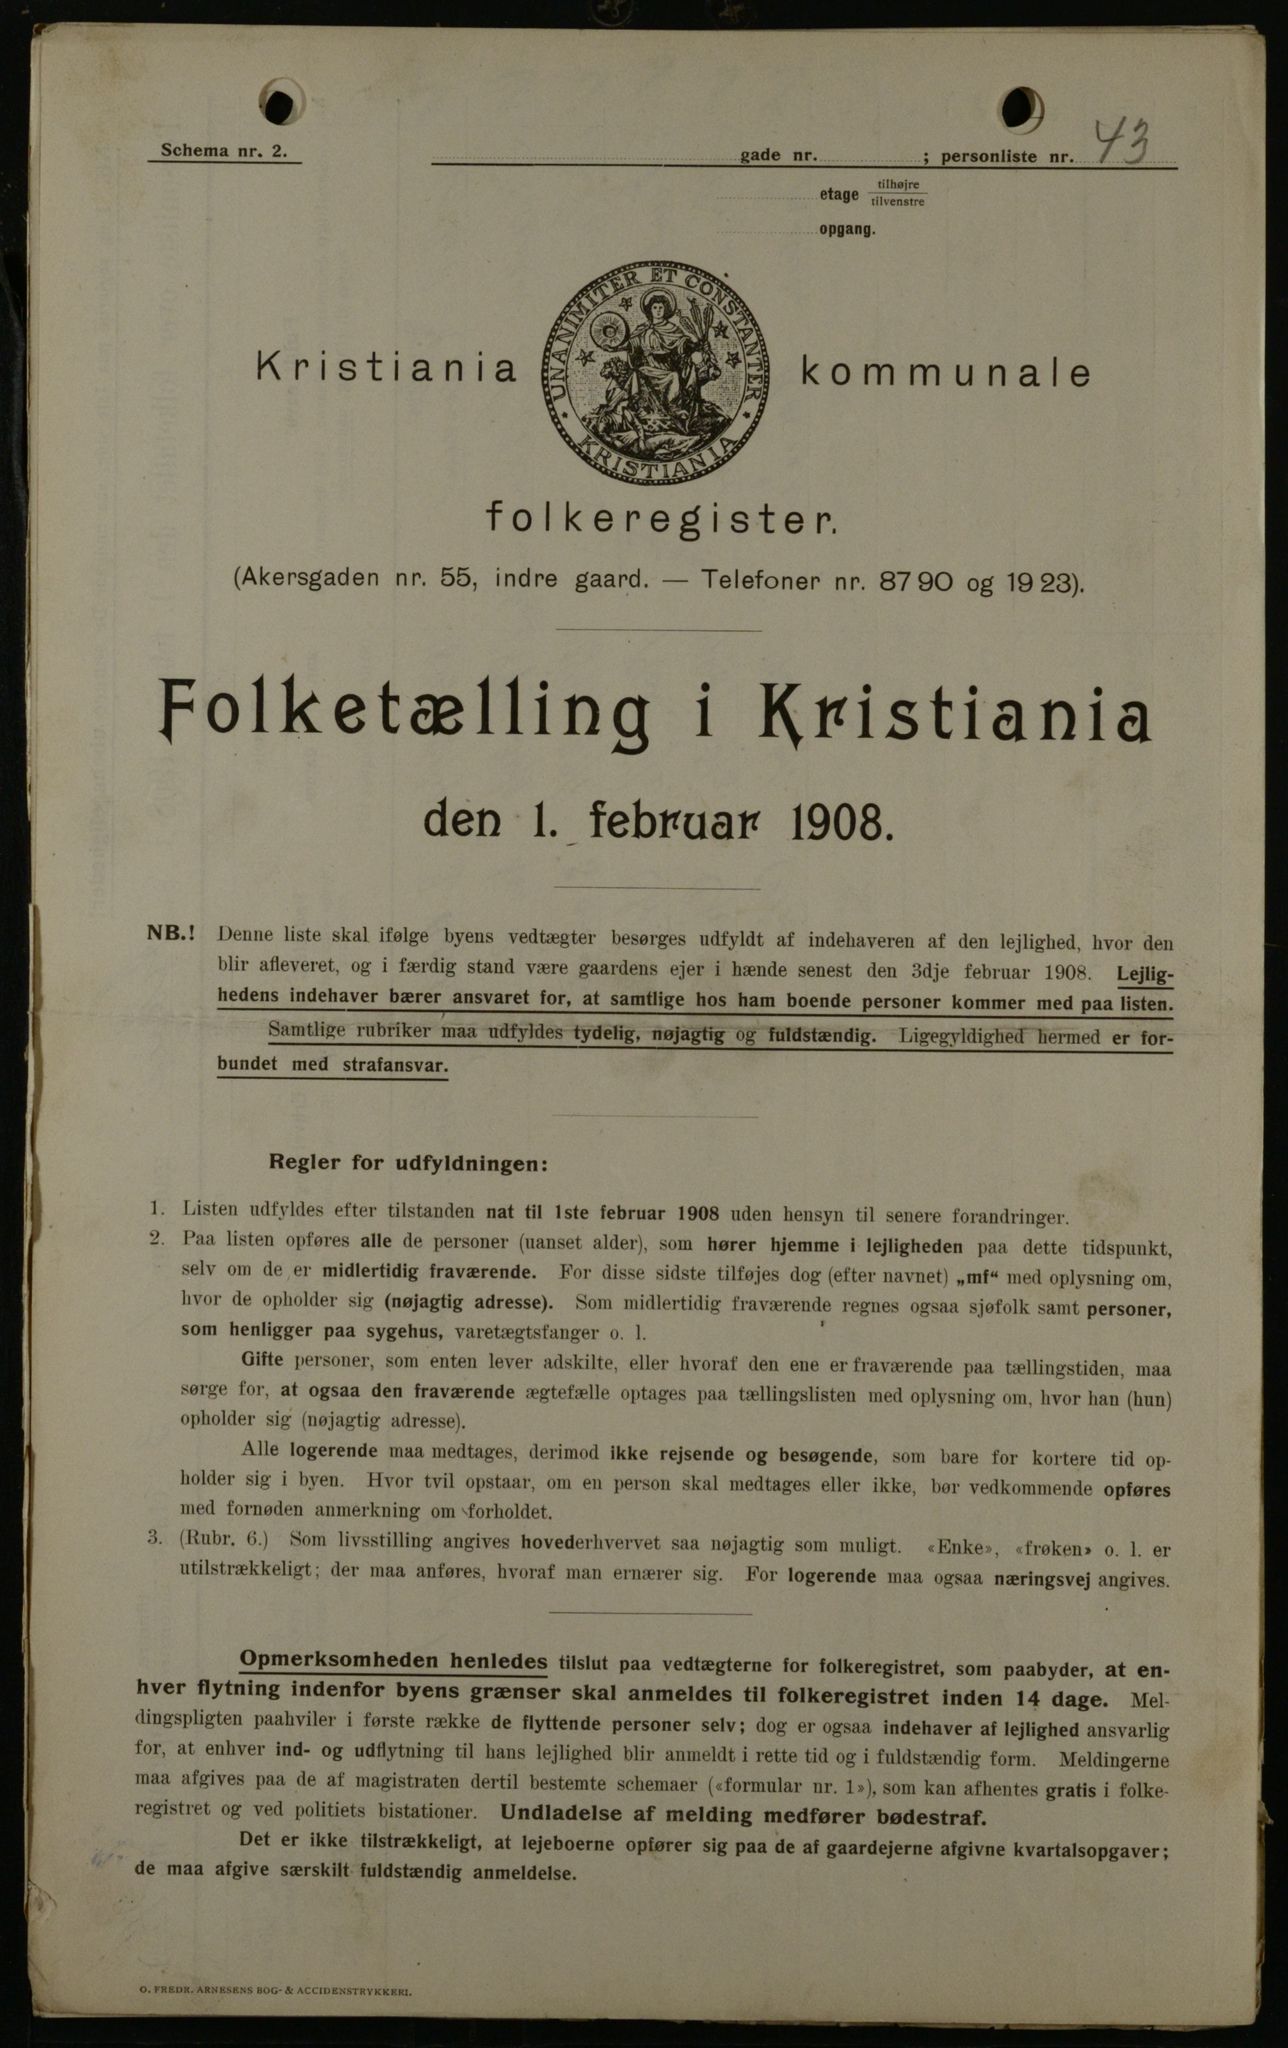 Schema nr. 2. gade nr. ; personliste nr. 43
etage tilhøjre
tilvenstre
opgang.
UNANIMITER ET CONSTANTER
KRISTIANIA
Kristiania kommunale
folkeregister.
(Akersgaden nr. 55, indre gaard. — Telefoner nr. 87 90 og 19 23).
Folketælling i Kristiania
den 1. februar 1908.
NB.! Denne liste skal ifølge byens vedtægter besørges udfyldt af indehaveren af den lejlighed, hvor den
blir afleveret, og i færdig stand være gaardens ejer i hænde senest den 3dje februar 1908. Lejlig-
hedens indehaver bærer ansvaret for, at samtlige hos ham boende personer kommer med paa listen.
Samtlige rubriker maa udfyldes tydelig, nøjagtig og fuldstændig. Ligegyldighed hermed er for-
bundet med strafansvar.
Regler for udfyldningen:
1. Listen udfyldes efter tilstanden nat til 1ste februar 1908 uden hensyn til senere forandringer.
2. Paa listen opføres alle de personer (uanset alder), som hører hjemme i lejligheden paa dette tidspunkt,
selv om de er midlertidig fraværende. For disse sidste tilføjes dog (efter navnet) „mf“ med oplysning om,
hvor de opholder sig (nøjagtig adresse). Som midlertidig fraværende regnes ogsaa sjøfolk samt personer,
som henligger paa sygehus, varetægtsfanger o. l.
Gifte personer, som enten lever adskilte, eller hvoraf den ene er fraværende paa tællingstiden, maa
sørge for, at ogsaa den fraværende ægtefælle optages paa tællingslisten med oplysning om, hvor han (hun)
opholder sig (nøjagtig adresse).
Alle logerende maa medtages, derimod ikke rejsende og besøgende, som bare for kortere tid op-
holder sig i byen. Hvor tvil opstaar, om en person skal medtages eller ikke, bør vedkommende opføres
med fornøden anmerkning om forholdet.
3. (Rubr. 6.) Som livsstilling angives hovederhvervet saa nøjagtig som muligt. «Enke», «frøken» o. l. er
utilstrækkeligt; der maa anføres, hvoraf man ernærer sig. For logerende maa ogsaa næringsvej angives.
Opmerksomheden henledes tilslut paa vedtægterne for folkeregistret, som paabyder, at en-
hver flytning indenfor byens grænser skal anmeldes til folkeregistret inden 14 dage. Mel-
dingspligten paahviler i første række de flyttende personer selv; dog er ogsaa indehaver af lejlighed ansvarlig
for, at enhver ind- og udflytning til hans lejlighed blir anmeldt i rette tid og i fuldstændig form. Meldingerne
maa afgives paa de af magistraten dertil bestemte schemaer («formular nr. 1»), som kan afhentes gratis i folke-
registret og ved politiets bistationer. Undladelse af melding medfører bødestraf.
Det er ikke tilstrækkeligt, at lejeboerne opfører sig paa de af gaardejerne afgivne kvartalsopgaver;
de maa afgive særskilt fuldstændig anmeldelse.
O. FREDR. ARNESENS BOG- & ACCIDENSTRYKKERI.